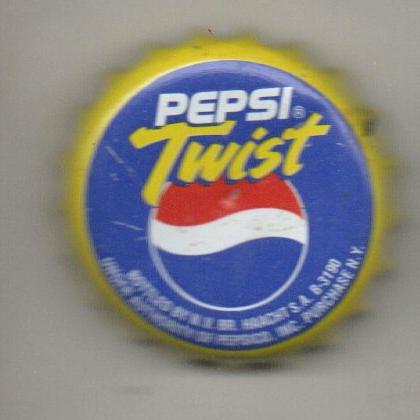 PEPSI®
Twist
BOTTLED BY N.V. BR. HAACHT S.A. B-3190
UNDER AUTHORITY OF PEPSICO, INC. PURCHASE N.Y.